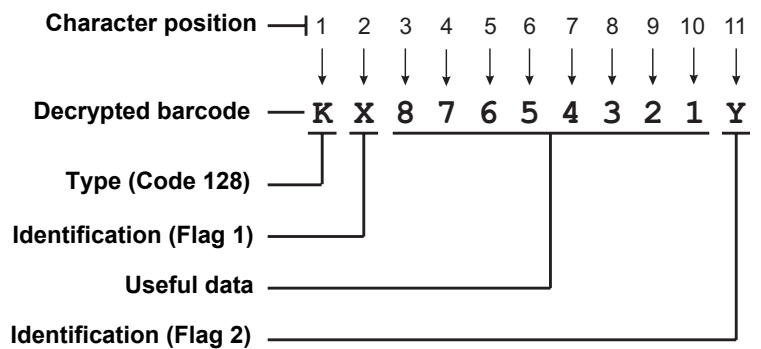 Character position 1 2 3 4 5 6 7 8 9 10 11
Decrypted barcode K X 8 7 6 5 4 3 2 1 Y
Type (Code 128)
Identification (Flag 1)
Useful data
Identification (Flag 2)